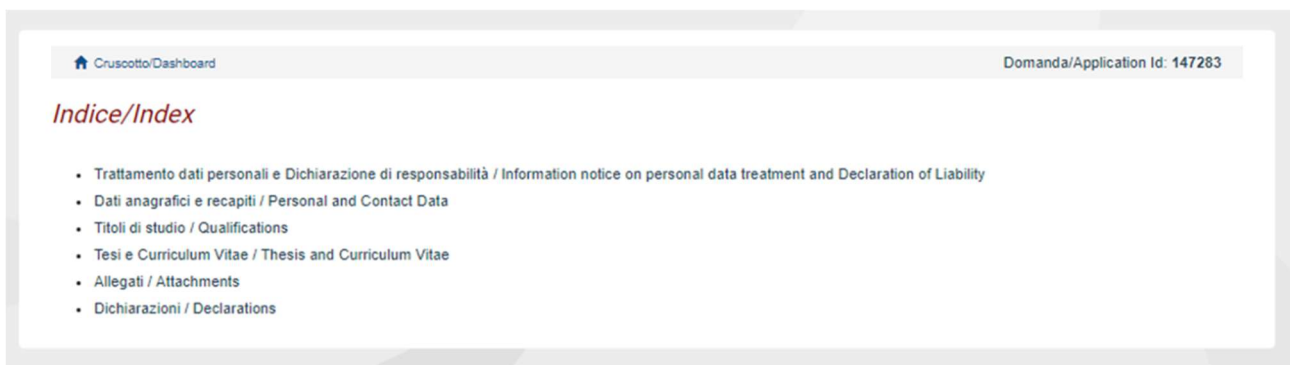 Cruscotto/Dashboard
Domanda/Application Id: 147283
Indice/Index
Trattamento dati personali e Dichiarazione di responsabilità / Information notice on personal data treatment and Declaration of Liability
Dati anagrafici e recapiti / Personal and Contact Data
Titoli di studio / Qualifications
Tesi e Curriculum Vitae / Thesis and Curriculum Vitae
Allegati / Attachments
Dichiarazioni / Declarations